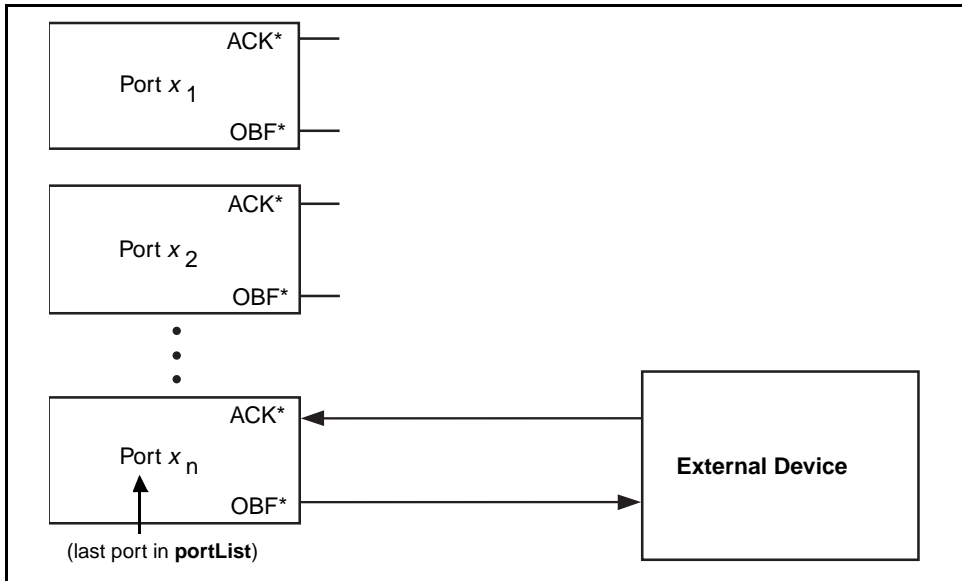 ACK*
Port x 1
OBF*
ACK*
Port x 2
OBF*
ACK*
Port x n
External Device
OBF*
(last port in portList)